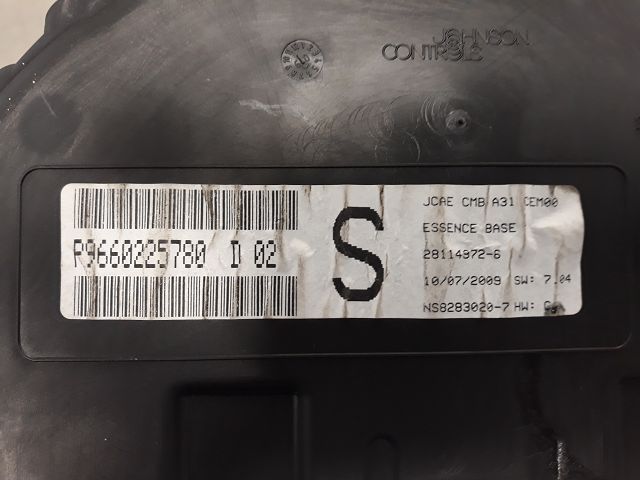 JOHNSON
CONTROLS
P9660225780 D 02
S
JCAE CMB A31 CEM00
ESSENCE BASE
28114972-6
10/07/2009 SW: 7.04
NS8283020-7 HW: